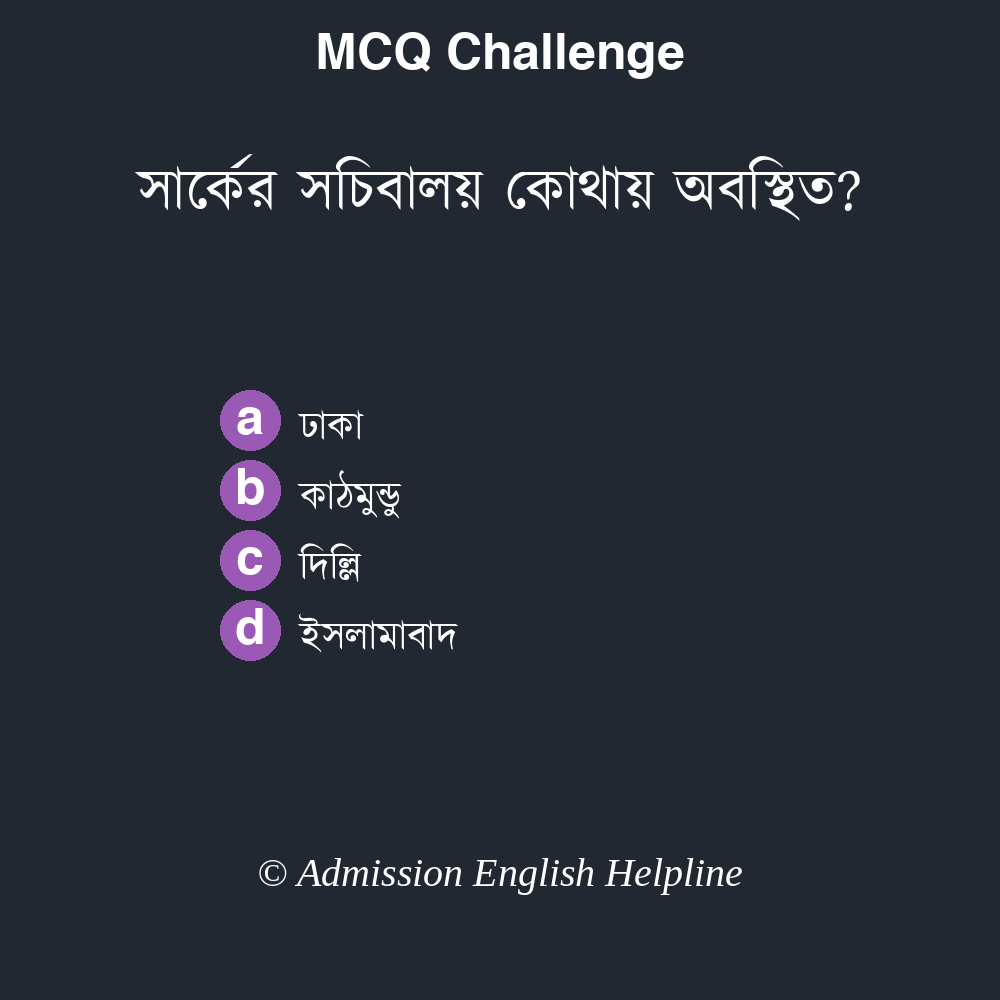 MCQ Challenge
সার্কের সচিবালয় কোথায় অবস্থিত?
a ঢাকা
b কাঠমুন্ডু
c দিল্লি
d ইসলামাবাদ
© Admission English Helpline